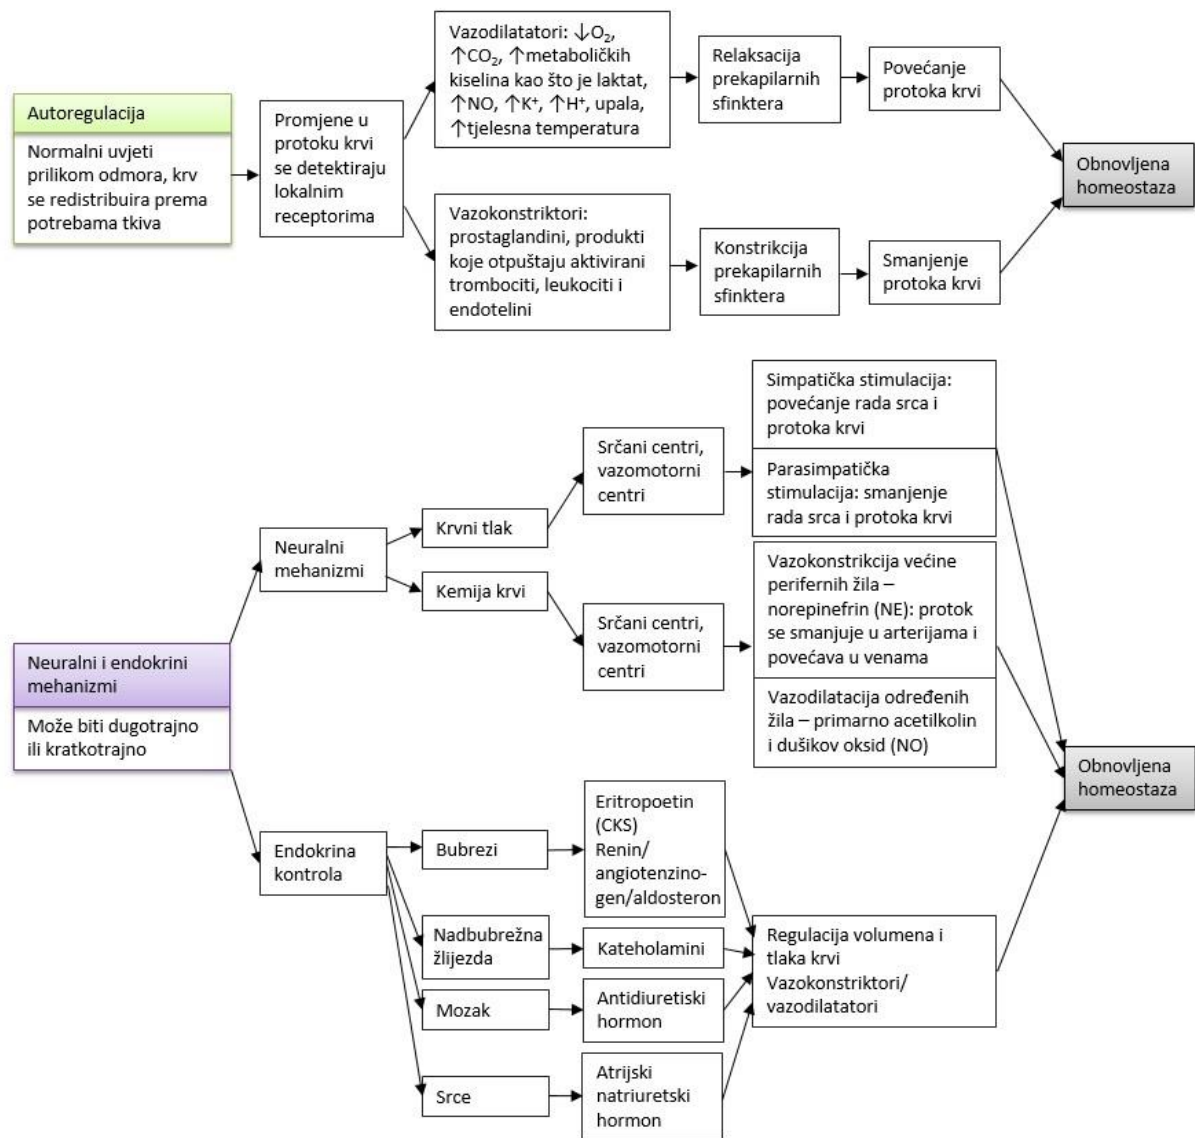 Autoregulacija
Normalni uvjeti
prilikom odmora, krv
se redistribuira prema
potrebama tkiva
Promjene u
protoku krvi
se detektiraju
lokalnim
receptorima
Vazodilatatori: ↓O₂,
↑CO₂, ↑metaboličkih
kiselina kao što je laktat,
↑NO, ↑K⁺, ↑H⁺, upala,
↑tjelesna temperatura
Relaksacija
prekapilarnih
sfinktera
Povećanje
protoka krvi
Vazokonstriktori:
prostaglandini, produkti
koje otpuštaju aktivirani
trombociti, leukociti i
endotelini
Konstrikcija
prekapilarnih
sfinktera
Smanjenje
protoka krvi
Obnovljena
homeostaza
Neuralni i endokrini
mehanizmi
Može biti dugotrajno
ili kratkotrajno
Neuralni
mehanizmi
Krvni tlak
Srčani centri,
vazomotorni
centri
Simpatička stimulacija:
povećanje rada srca i
protoka krvi
Parasimpatička
stimulacija: smanjenje
rada srca i protoka krvi
Kemija krvi
Srčani centri,
vazomotorni
centri
Vazokonstrikcija većine
perifernih žila –
norepinefrin (NE): protok
se smanjuje u arterijama i
povećava u venama
Vazodilatacija određenih
žila – primarno acetilkolin
i dušikov oksid (NO)
Endokrina
kontrola
Bubrezi
Eritropoetin
(CKS)
Renin/
angiotenzino-
gen/aldosteron
Nadbubrežna
žlijezda
Kateholamini
Mozak
Antidiuretiski
hormon
Srce
Atrijski
natriuretski
hormon
Regulacija volumena i
tlaka krvi
Vazokonstriktori/
vazodilatatori
Obnovljena
homeostaza